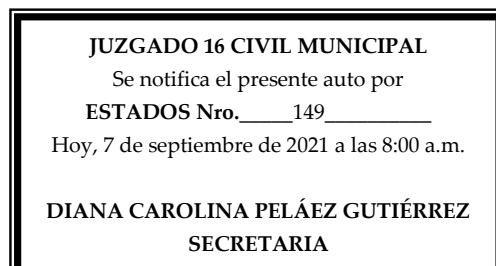 JUZGADO 16 CIVIL MUNICIPAL
Se notifica el presente auto por
ESTADOS Nro._____149__________
Hoy, 7 de septiembre de 2021 a las 8:00 a.m.
DIANA CAROLINA PELÁEZ GUTIÉRREZ
SECRETARIA